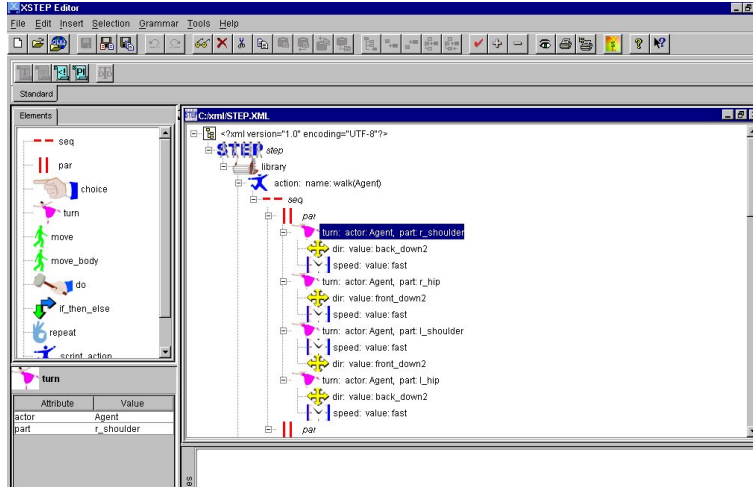 XSTEP Editor
File Edit Insert Selection Grammar Tools Help
Standard
Elements
seq
par
choice
turn
move
move_body
do
if_then_else
repeat
script_action
turn
Attribute Value
actor Agent
part r_shoulder
C:/xml/STEP.XML
<?xml version="1.0" encoding="UTF-8"?>
STEP step
library
action: name: walk(Agent)
seq
par
turn: actor: Agent, part: r_shoulder
dir: value: back_down2
speed: value: fast
turn: actor: Agent, part: r_hip
dir: value: front_down2
speed: value: fast
turn: actor: Agent, part: l_shoulder
speed: value: fast
dir: value: front_down2
turn: actor: Agent, part: l_hip
dir: value: back_down2
speed: value: fast
par